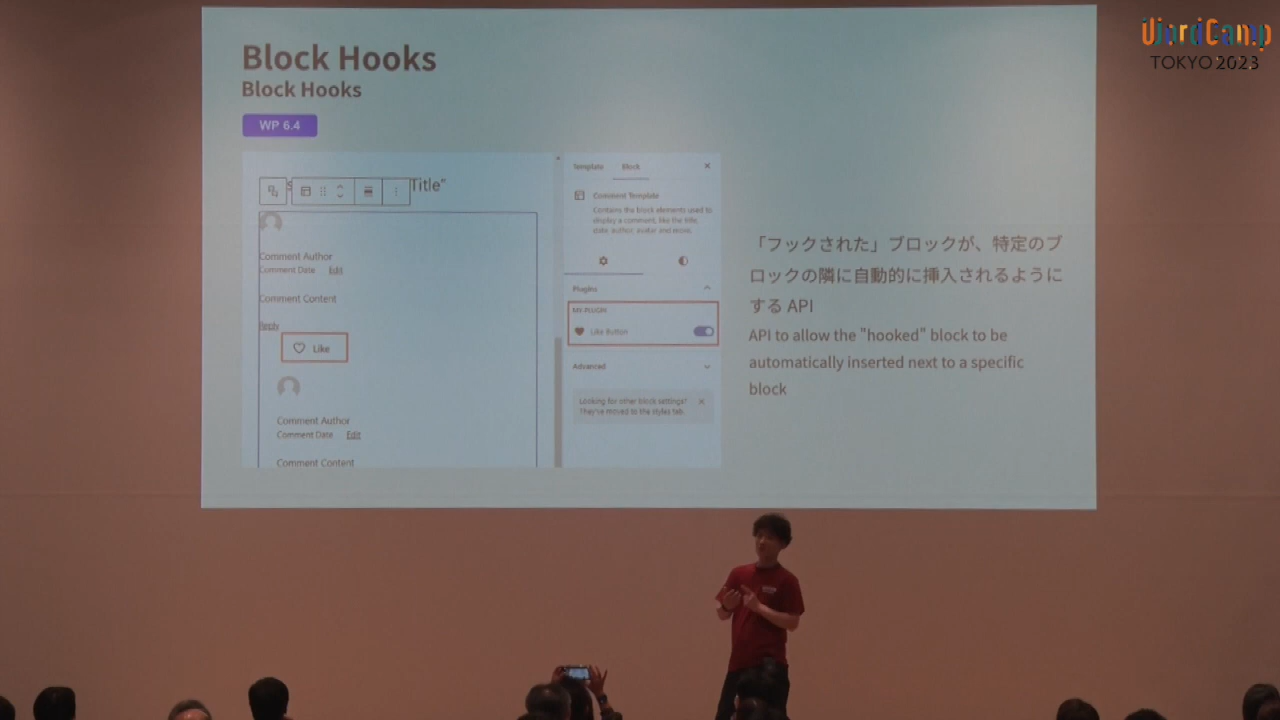 WordCamp
TOKYO 2023
Block Hooks
Block Hooks
WP 6.4
Title"
Comment Author
Comment Date Edit
Comment Content
Reply
Like
Comment Author
Comment Date Edit
Comment Content
Template Block
Comment Template
Contains the block elements used to
display a comment, like the title,
date, author, avatar and more.
Plugins
MY-PLUGIN
Like Button
Advanced
Looking for other block settings?
They've moved to the styles tab.
「フックされた」ブロックが、特定のブ
ロックの隣に自動的に挿入されるように
する API
API to allow the "hooked" block to be
automatically inserted next to a specific
block